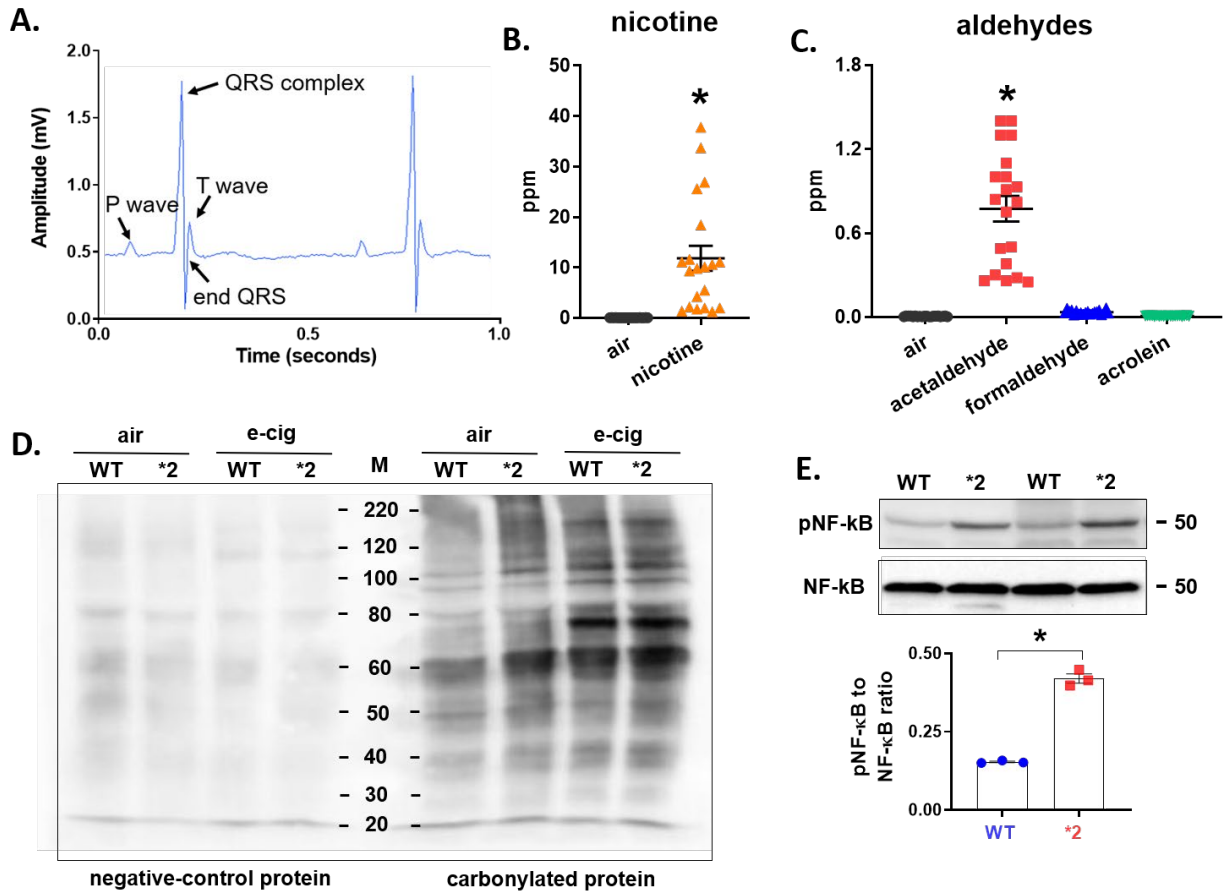 A.
2.0
1.5
1.0
0.5
0.0
Amplitude (mV)
QRS complex
P wave
T wave
end QRS
0.0 0.5 1.0
Time (seconds)
B.
nicotine
50
40
30
20
10
0
ppm
*
air
nicotine
C.
aldehydes
1.8
1.2
0.6
0.0
ppm
*
air
acetaldehyde
formaldehyde
acrolein
D.
air e-cig air e-cig
WT *2 WT *2 M WT *2 WT *2
220
120
100
80
60
50
40
30
20
negative-control protein carbonylated protein
E.
WT *2 WT *2
pNF-kB 50
NF-kB 50
*
0.50
0.25
0.00
pNF-κB to
NF-κB ratio
WT *2